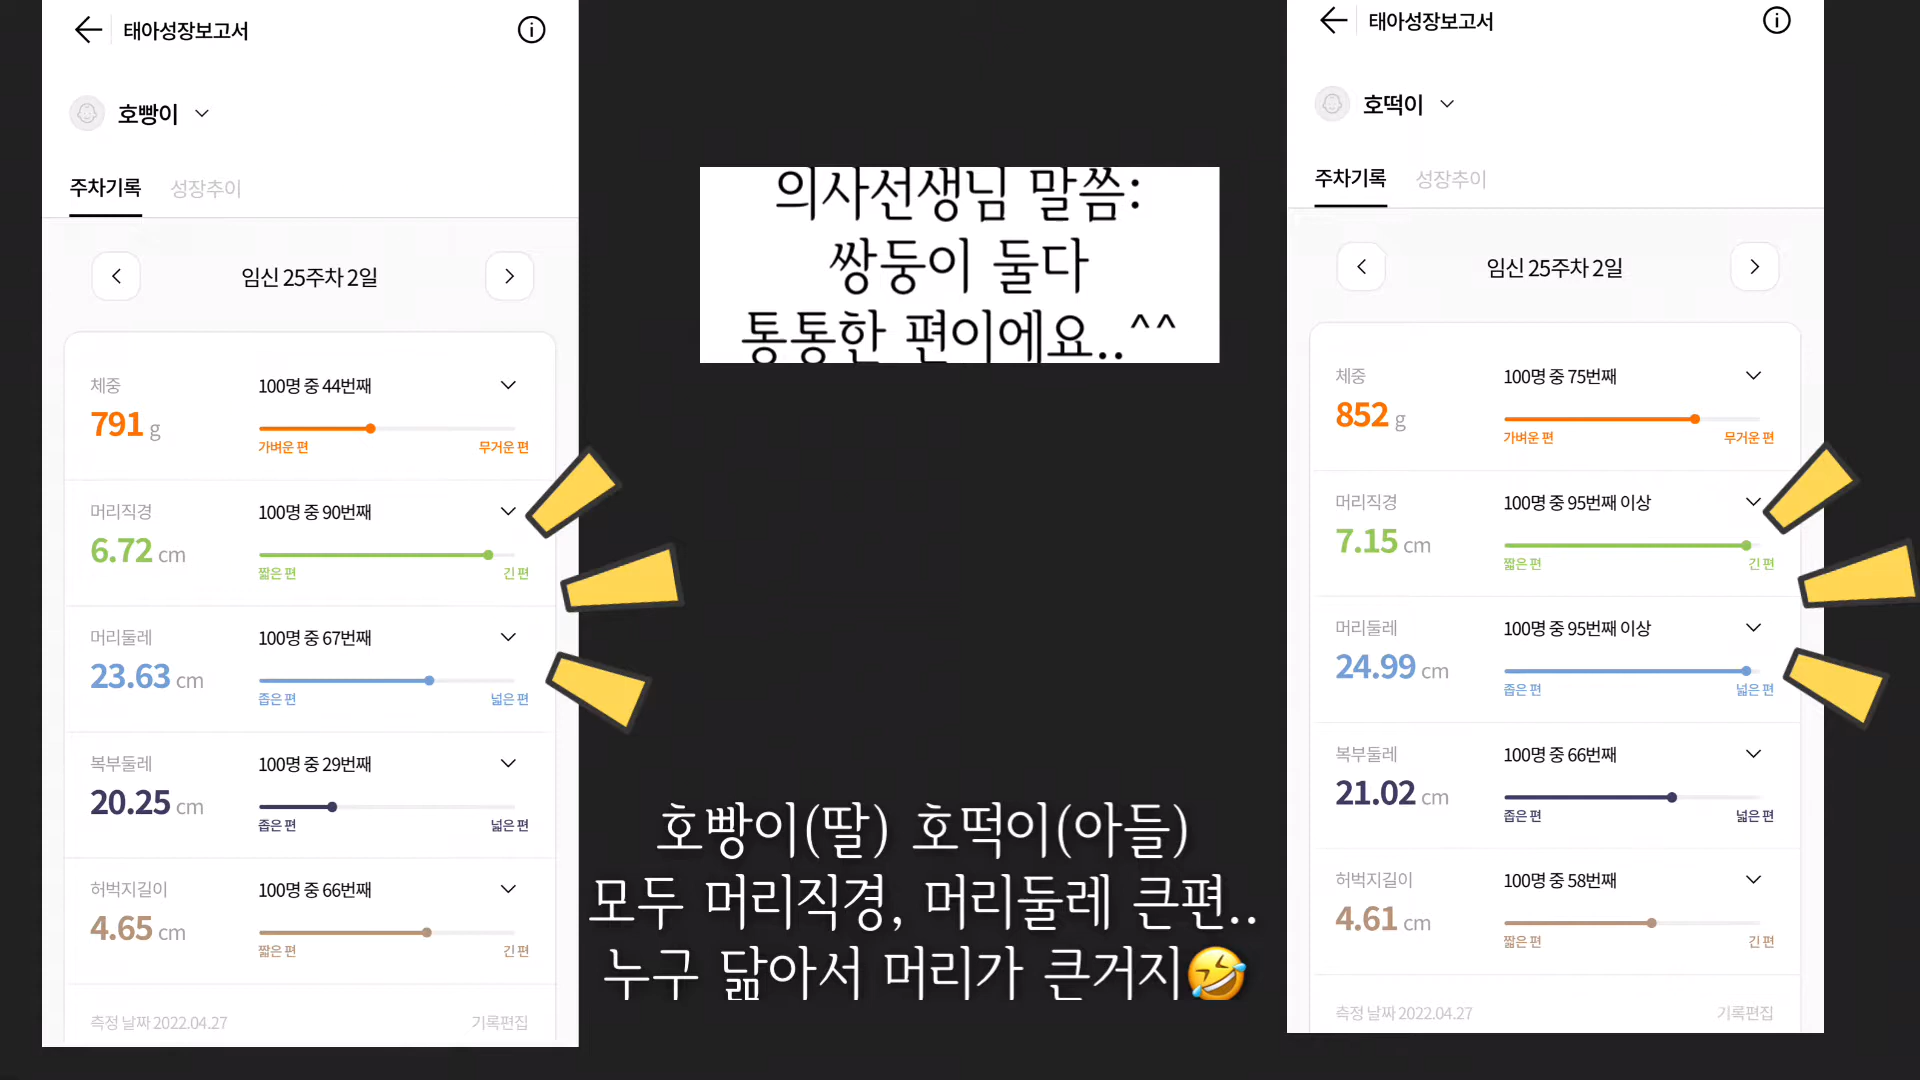 태아성장보고서
호빵이
주차기록 성장추이
임신 25주차 2일
체중 100명 중 44번째
791 g
가벼운 편 무거운 편
머리직경 100명 중 90번째
6.72 cm
짧은 편 긴 편
머리둘레 100명 중 67번째
23.63 cm
좁은 편 넓은 편
복부둘레 100명 중 29번째
20.25 cm
좁은 편 넓은 편
허벅지길이 100명 중 66번째
4.65 cm
짧은 편 긴 편
측정 날짜 2022.04.27 기록편집
의사선생님 말씀:
쌍둥이 둘다
통통한 편이에요..^^
호빵이(딸) 호떡이(아들)
모두 머리직경, 머리둘레 큰편..
누구 닮아서 머리가 큰거지🤣
태아성장보고서
호떡이
주차기록 성장추이
임신 25주차 2일
체중 100명 중 75번째
852 g
가벼운 편 무거운 편
머리직경 100명 중 95번째 이상
7.15 cm
짧은 편 긴 편
머리둘레 100명 중 95번째 이상
24.99 cm
좁은 편 넓은 편
복부둘레 100명 중 66번째
21.02 cm
좁은 편 넓은 편
허벅지길이 100명 중 58번째
4.61 cm
짧은 편 긴 편
측정 날짜 2022.04.27 기록편집